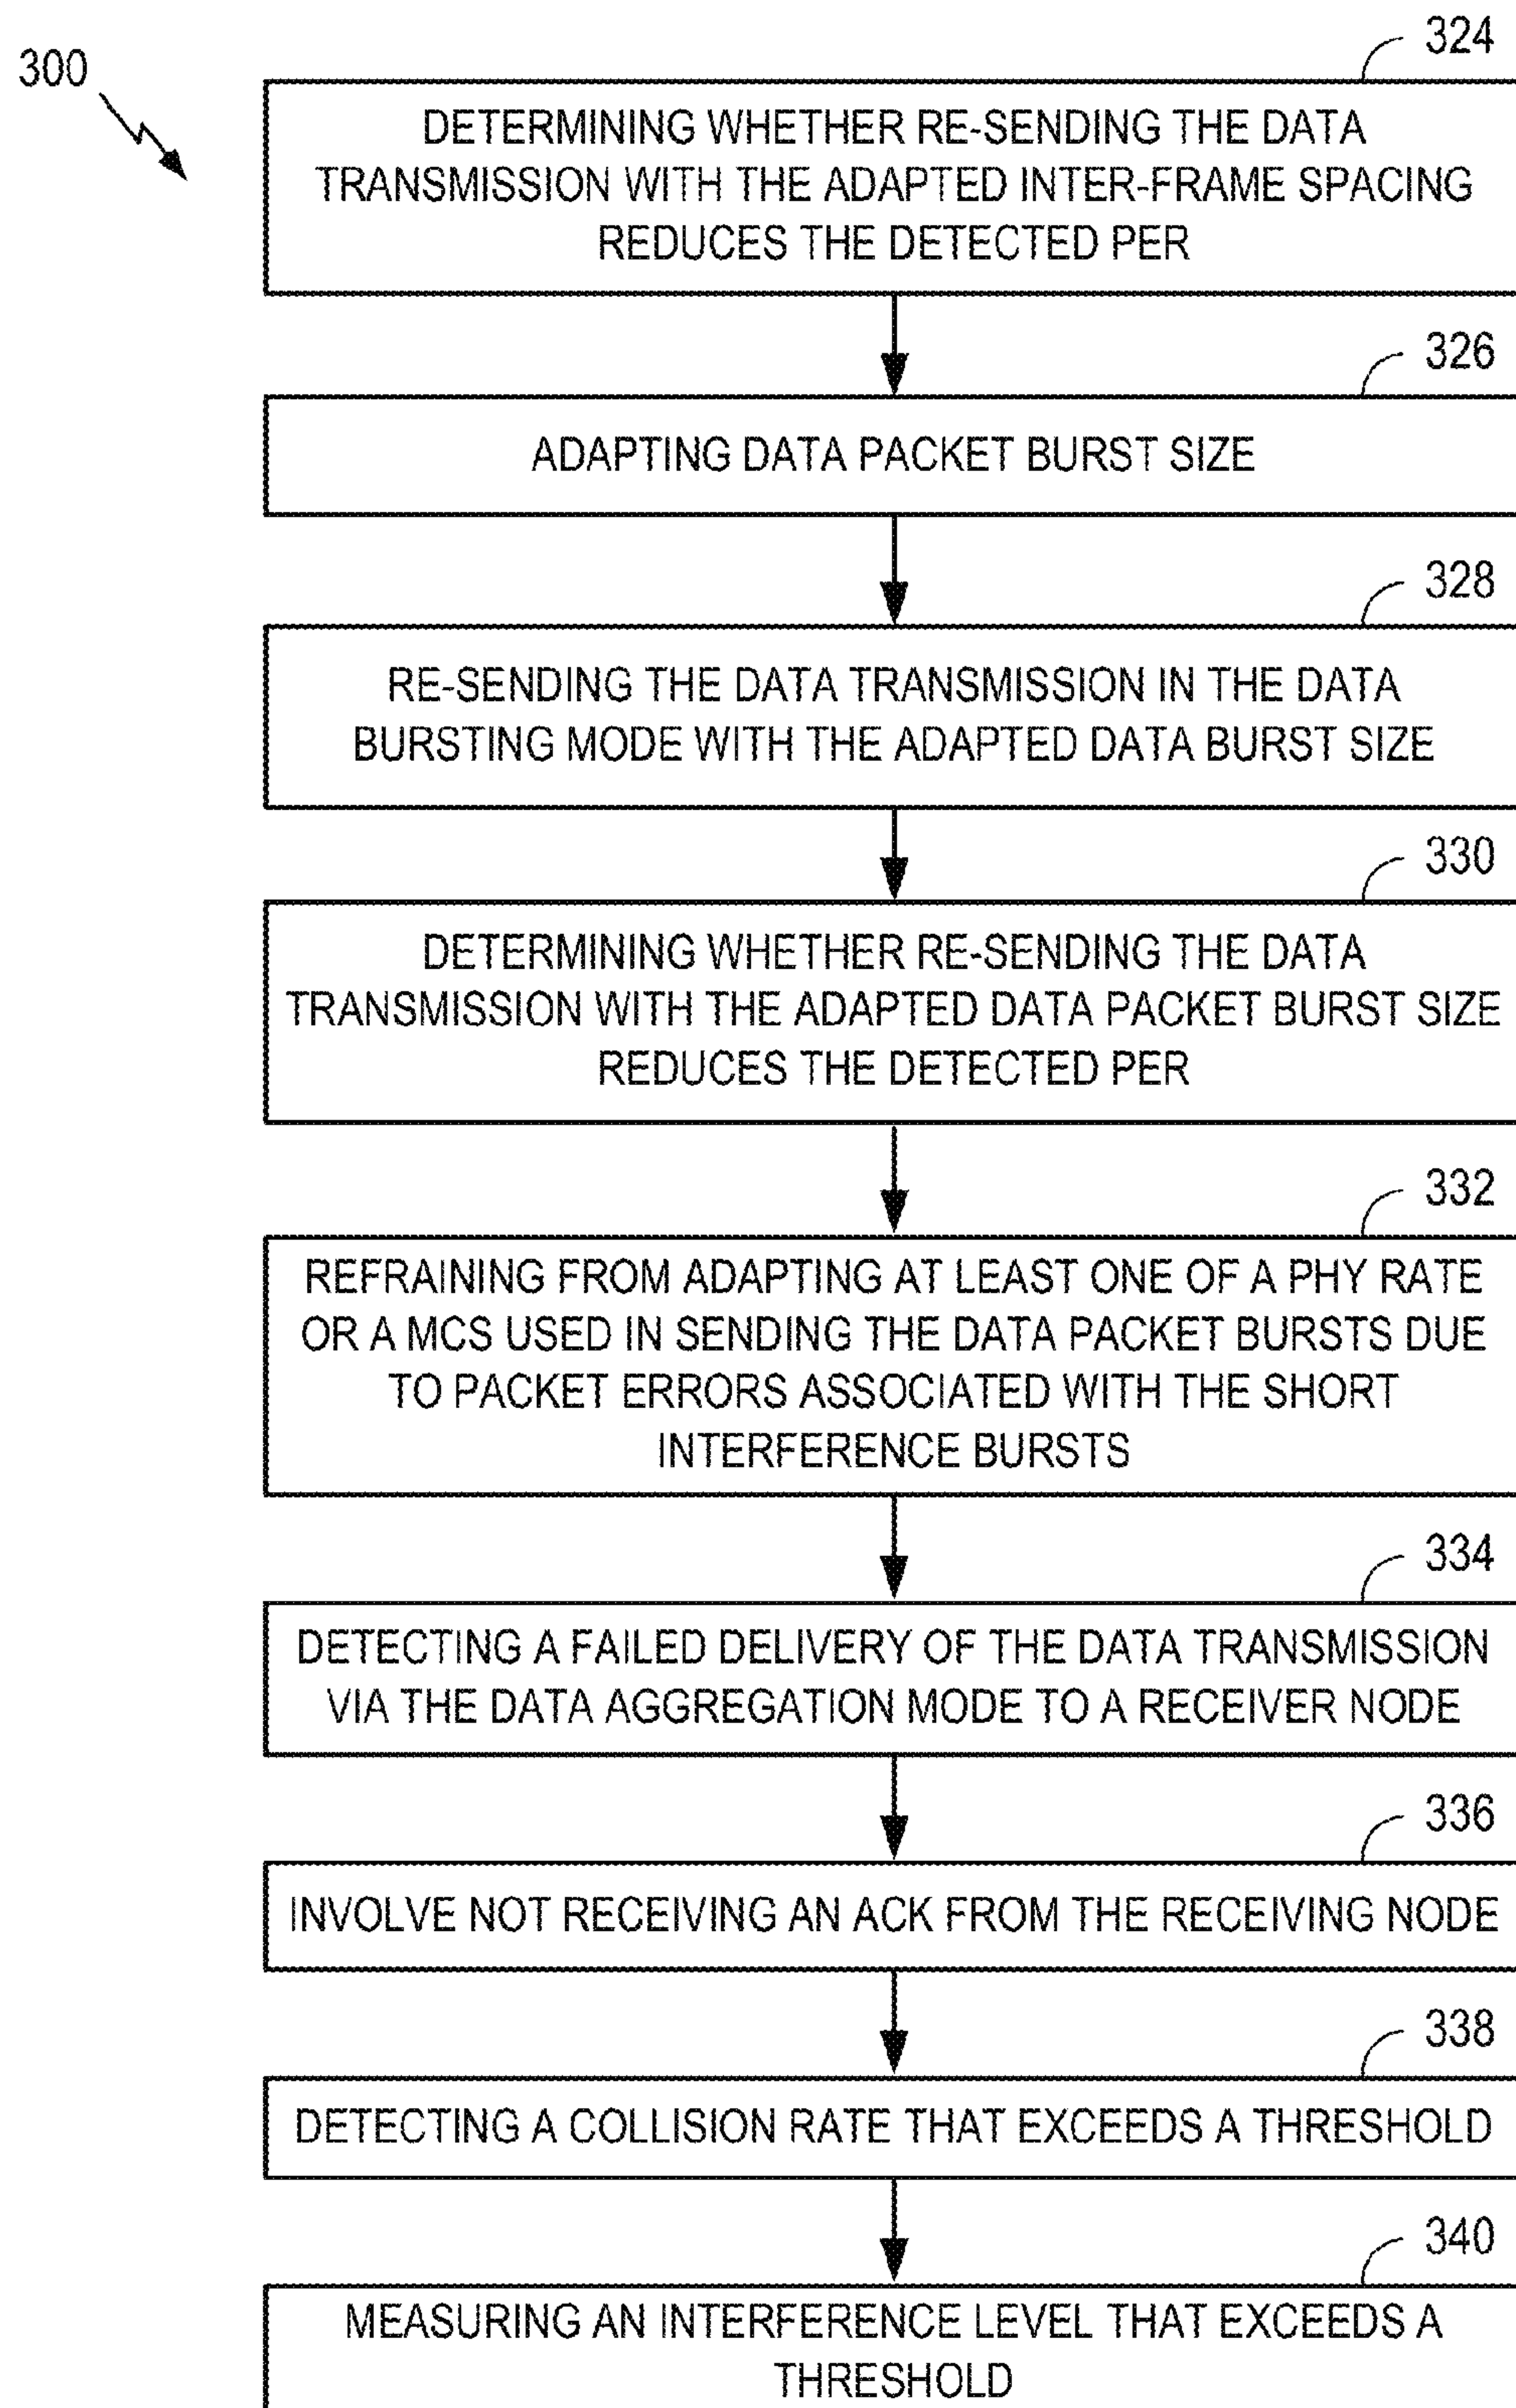 300
324
DETERMINING WHETHER RE-SENDING THE DATA
TRANSMISSION WITH THE ADAPTED INTER-FRAME SPACING
REDUCES THE DETECTED PER
326
ADAPTING DATA PACKET BURST SIZE
328
RE-SENDING THE DATA TRANSMISSION IN THE DATA
BURSTING MODE WITH THE ADAPTED DATA BURST SIZE
330
DETERMINING WHETHER RE-SENDING THE DATA
TRANSMISSION WITH THE ADAPTED DATA PACKET BURST SIZE
REDUCES THE DETECTED PER
332
REFRAINING FROM ADAPTING AT LEAST ONE OF A PHY RATE
OR A MCS USED IN SENDING THE DATA PACKET BURSTS DUE
TO PACKET ERRORS ASSOCIATED WITH THE SHORT
INTERFERENCE BURSTS
334
DETECTING A FAILED DELIVERY OF THE DATA TRANSMISSION
VIA THE DATA AGGREGATION MODE TO A RECEIVER NODE
336
INVOLVE NOT RECEIVING AN ACK FROM THE RECEIVING NODE
338
DETECTING A COLLISION RATE THAT EXCEEDS A THRESHOLD
340
MEASURING AN INTERFERENCE LEVEL THAT EXCEEDS A
THRESHOLD